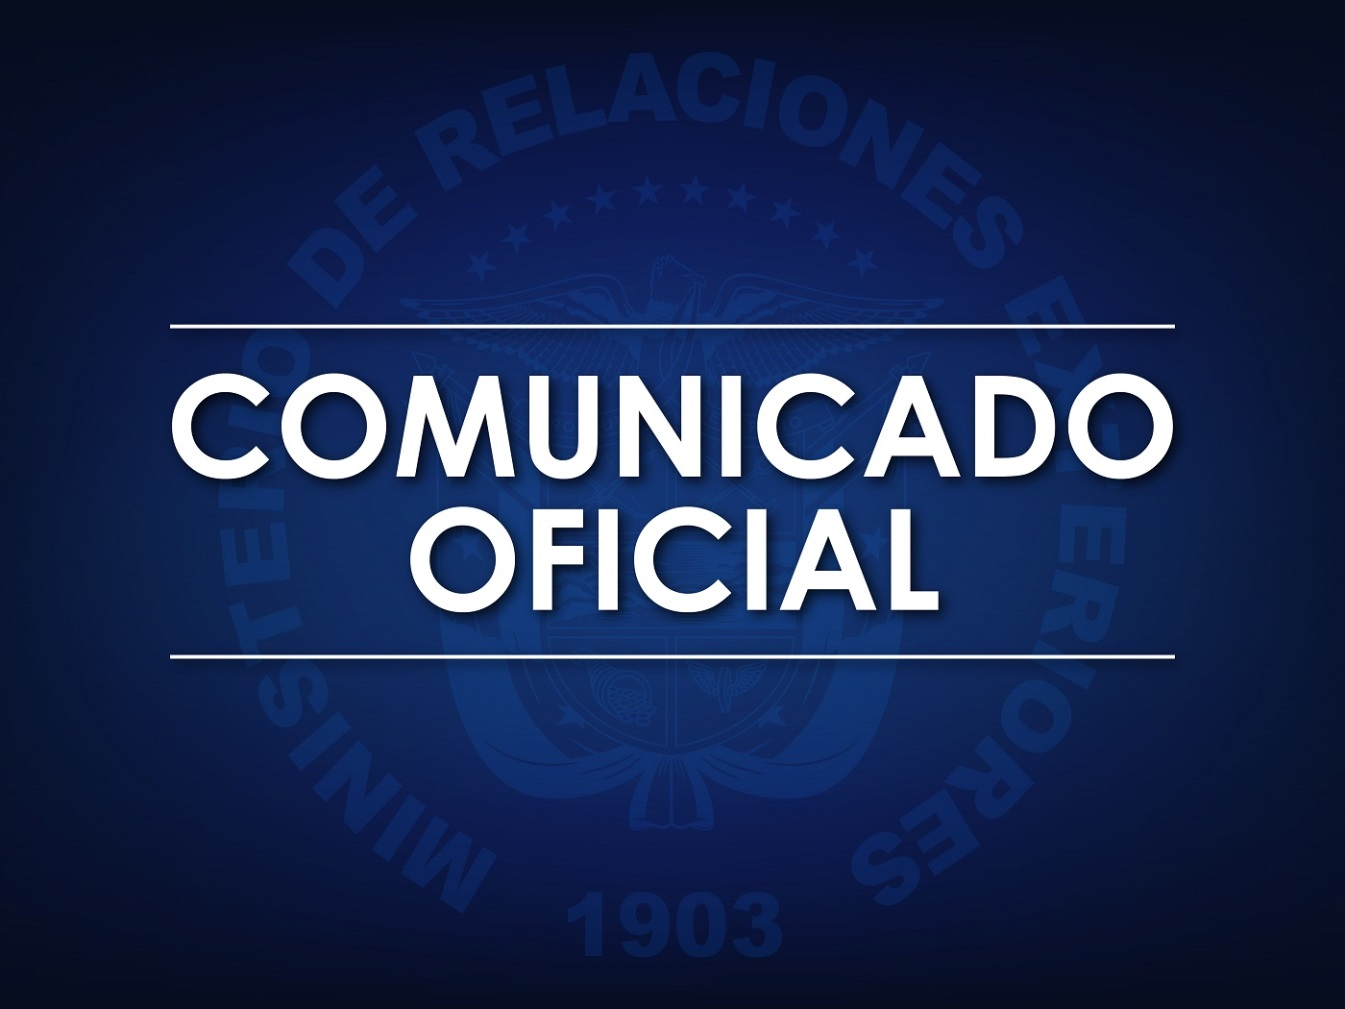 MINISTERIO DE RELACIONES EXTERIORES
COMUNICADO
OFICIAL
1903